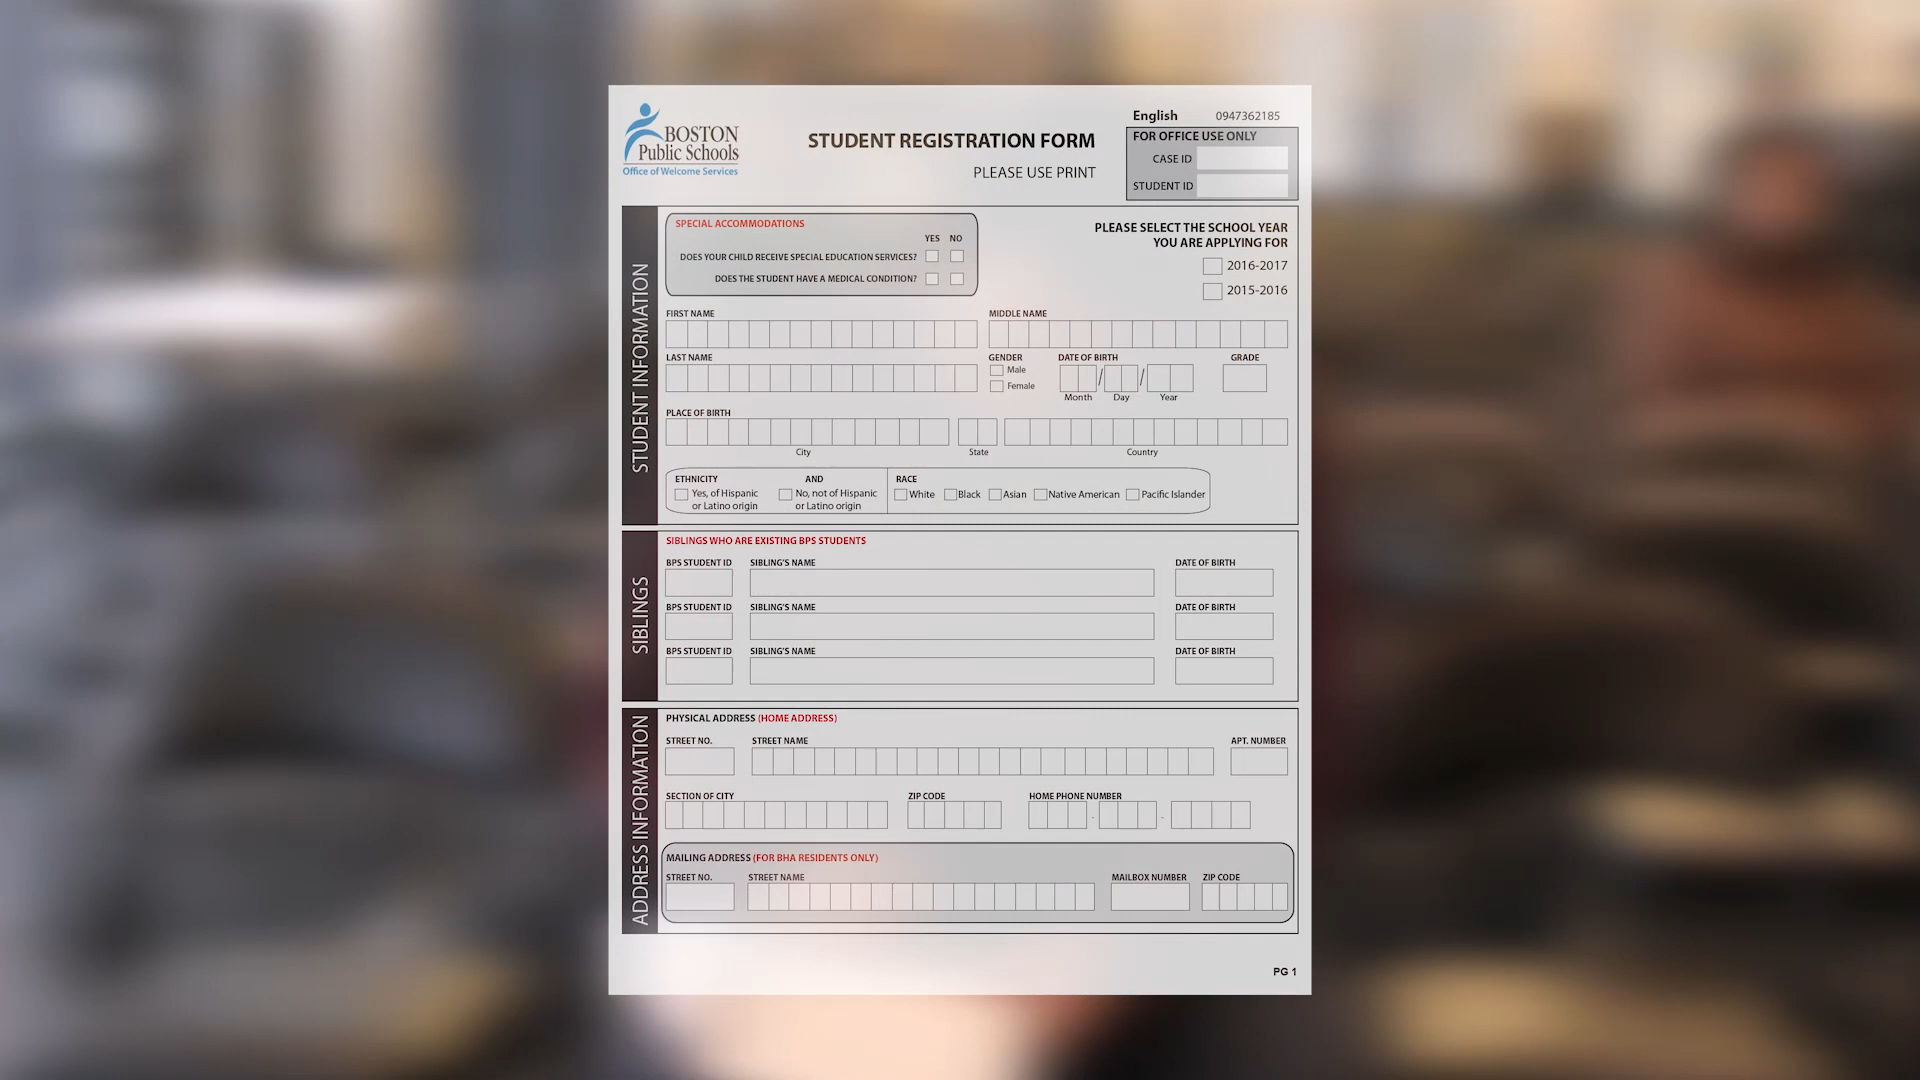 BOSTON
Public Schools
Office of Welcome Services
STUDENT REGISTRATION FORM
PLEASE USE PRINT
English 0947362185
FOR OFFICE USE ONLY
CASE ID
STUDENT ID
STUDENT INFORMATION
SPECIAL ACCOMMODATIONS
YES NO
DOES YOUR CHILD RECEIVE SPECIAL EDUCATION SERVICES?
DOES THE STUDENT HAVE A MEDICAL CONDITION?
PLEASE SELECT THE SCHOOL YEAR
YOU ARE APPLYING FOR
2016-2017
2015-2016
FIRST NAME MIDDLE NAME
LAST NAME GENDER DATE OF BIRTH GRADE
Male
Female
/ /
Month Day Year
PLACE OF BIRTH
City State Country
ETHNICITY AND RACE
Yes, of Hispanic No, not of Hispanic White Black Asian Native American Pacific Islander
or Latino origin or Latino origin
SIBLINGS
SIBLINGS WHO ARE EXISTING BPS STUDENTS
BPS STUDENT ID SIBLING'S NAME DATE OF BIRTH
BPS STUDENT ID SIBLING'S NAME DATE OF BIRTH
BPS STUDENT ID SIBLING'S NAME DATE OF BIRTH
ADDRESS INFORMATION
PHYSICAL ADDRESS (HOME ADDRESS)
STREET NO. STREET NAME APT. NUMBER
SECTION OF CITY ZIP CODE HOME PHONE NUMBER
- -
MAILING ADDRESS (FOR BHA RESIDENTS ONLY)
STREET NO. STREET NAME MAILBOX NUMBER ZIP CODE
PG 1